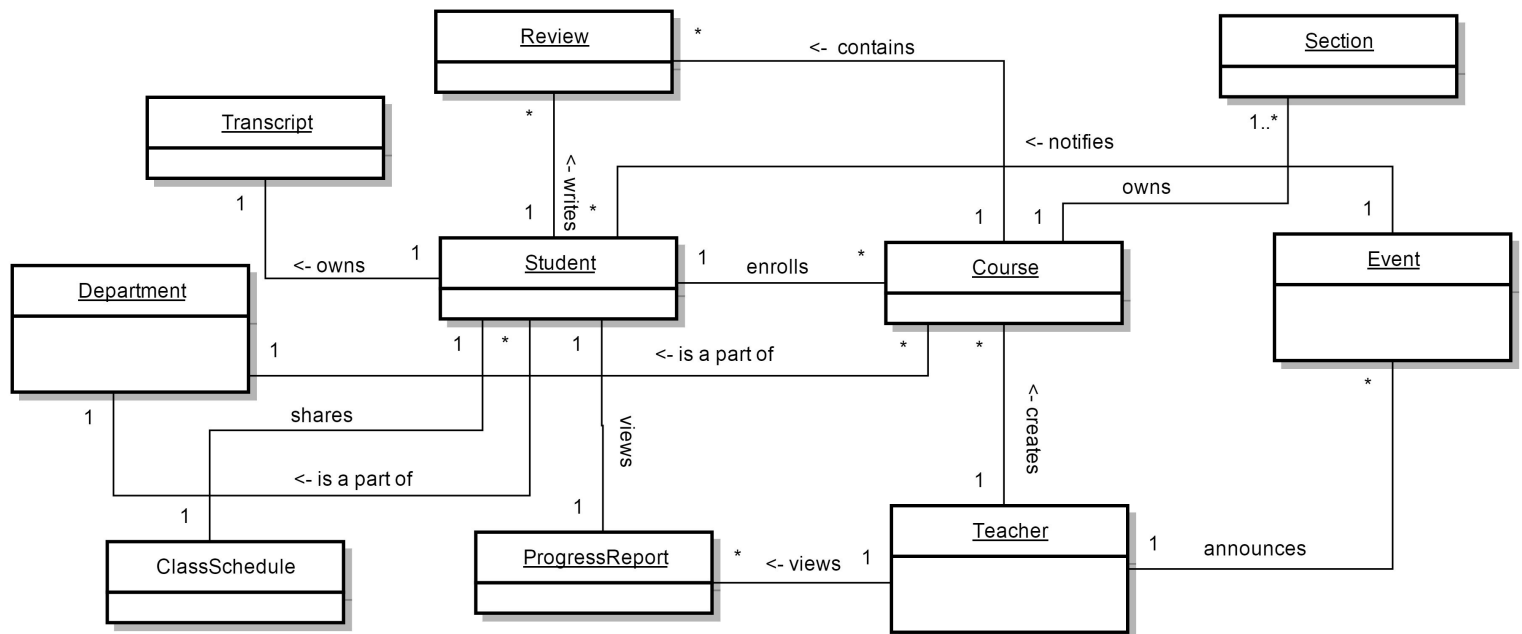 Review
*
<- contains
Section
Transcript
*
1..*
<- notifies
<- writes
owns
1
1
*
1
1
1
1
<- owns
Student
1
enrolls
*
Course
Event
Department
1
<- is a part of
1
*
1
*
*
*
1
shares
views
<- creates
<- is a part of
1
1
1
ClassSchedule
ProgressReport
*
<- views
1
Teacher
1
announces